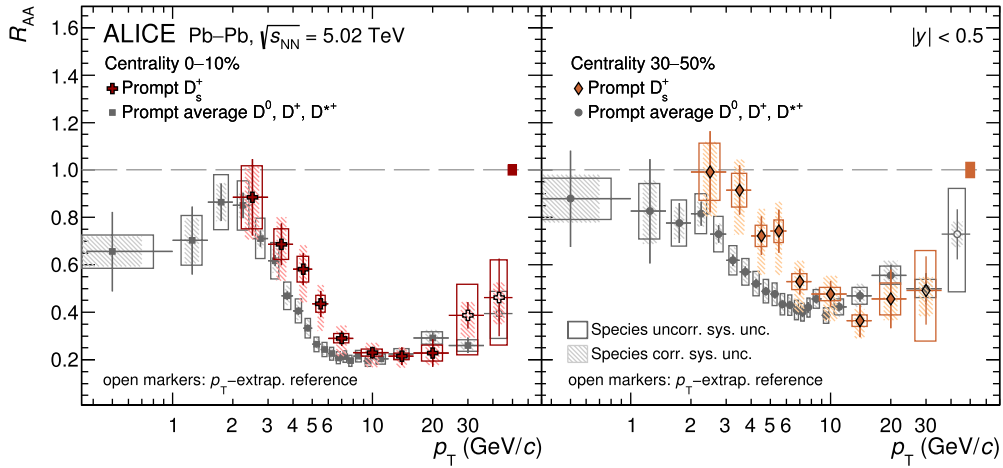 R_AA
1.6
1.4
1.2
1.0
0.8
0.6
0.4
0.2
ALICE Pb−Pb, √s_NN = 5.02 TeV
|y| < 0.5
Centrality 0−10%
Prompt D_s^+
Prompt average D^0, D^+, D^*+
Centrality 30−50%
Prompt D_s^+
Prompt average D^0, D^+, D^*+
Species uncorr. sys. unc.
Species corr. sys. unc.
open markers: p_T−extrap. reference
open markers: p_T−extrap. reference
1 2 3 4 5 6 10 20 30
1 2 3 4 5 6 10 20 30
p_T (GeV/c)
p_T (GeV/c)